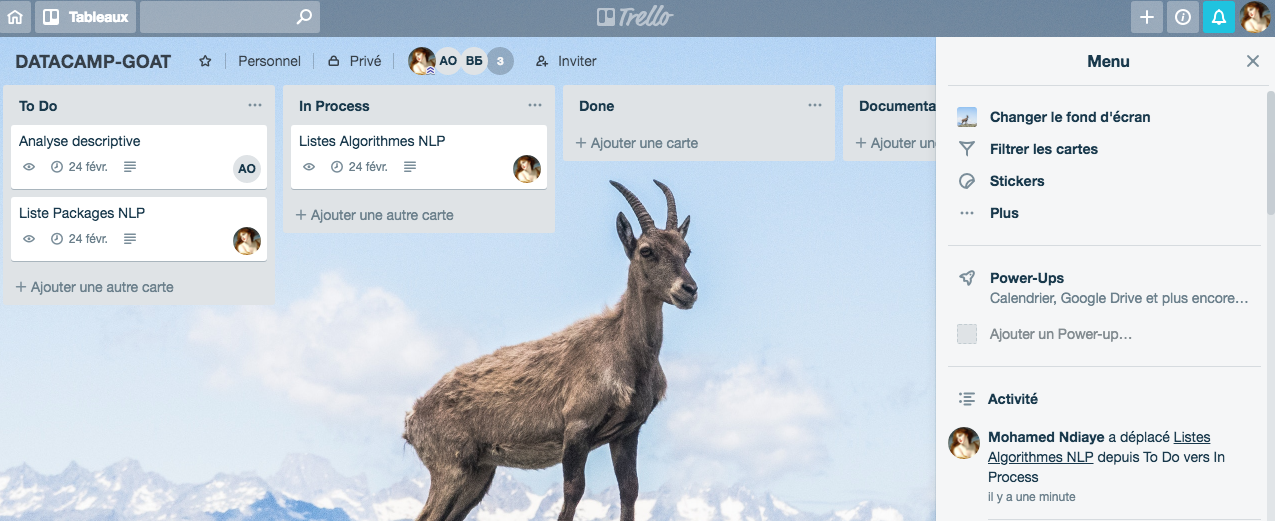 Tableaux
Trello
DATACAMP-GOAT
Personnel
Privé
AO
ВБ
3
Inviter
To Do
Analyse descriptive
24 févr.
AO
Liste Packages NLP
24 févr.
+ Ajouter une autre carte
In Process
Listes Algorithmes NLP
24 févr.
+ Ajouter une autre carte
Done
+ Ajouter une carte
Documenta
+ Ajouter un
Menu
Changer le fond d'écran
Filtrer les cartes
Stickers
Plus
Power-Ups
Calendrier, Google Drive et plus encore…
Ajouter un Power-up…
Activité
Mohamed Ndiaye a déplacé Listes
Algorithmes NLP depuis To Do vers In
Process
il y a une minute